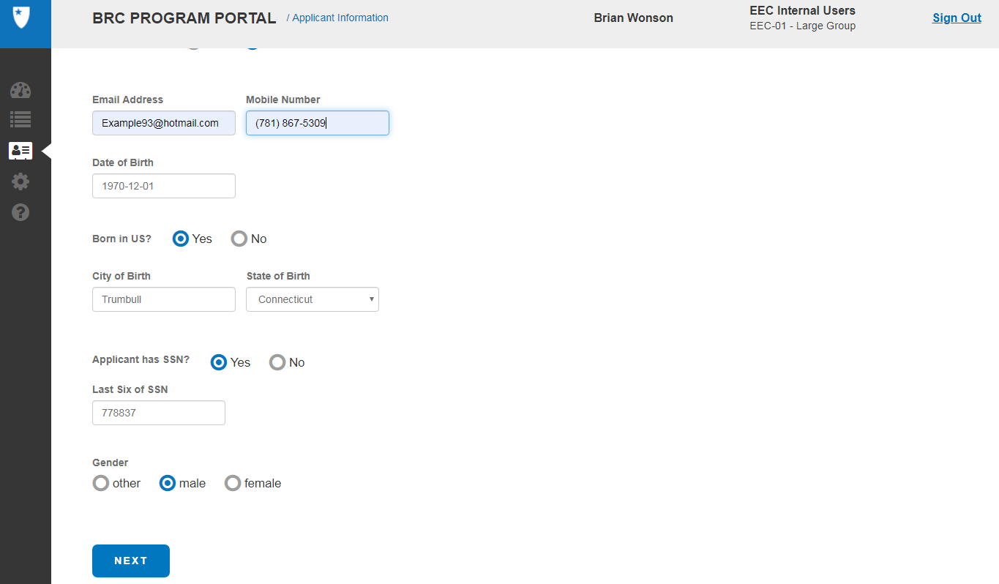 BRC PROGRAM PORTAL / Applicant Information Brian Wonson EEC Internal Users Sign Out
EEC-01 - Large Group
Email Address Mobile Number
Example93@hotmail.com (781) 867-5309
Date of Birth
1970-12-01
Born in US? Yes No
City of Birth State of Birth
Trumbull Connecticut
Applicant has SSN? Yes No
Last Six of SSN
778837
Gender
other male female
NEXT